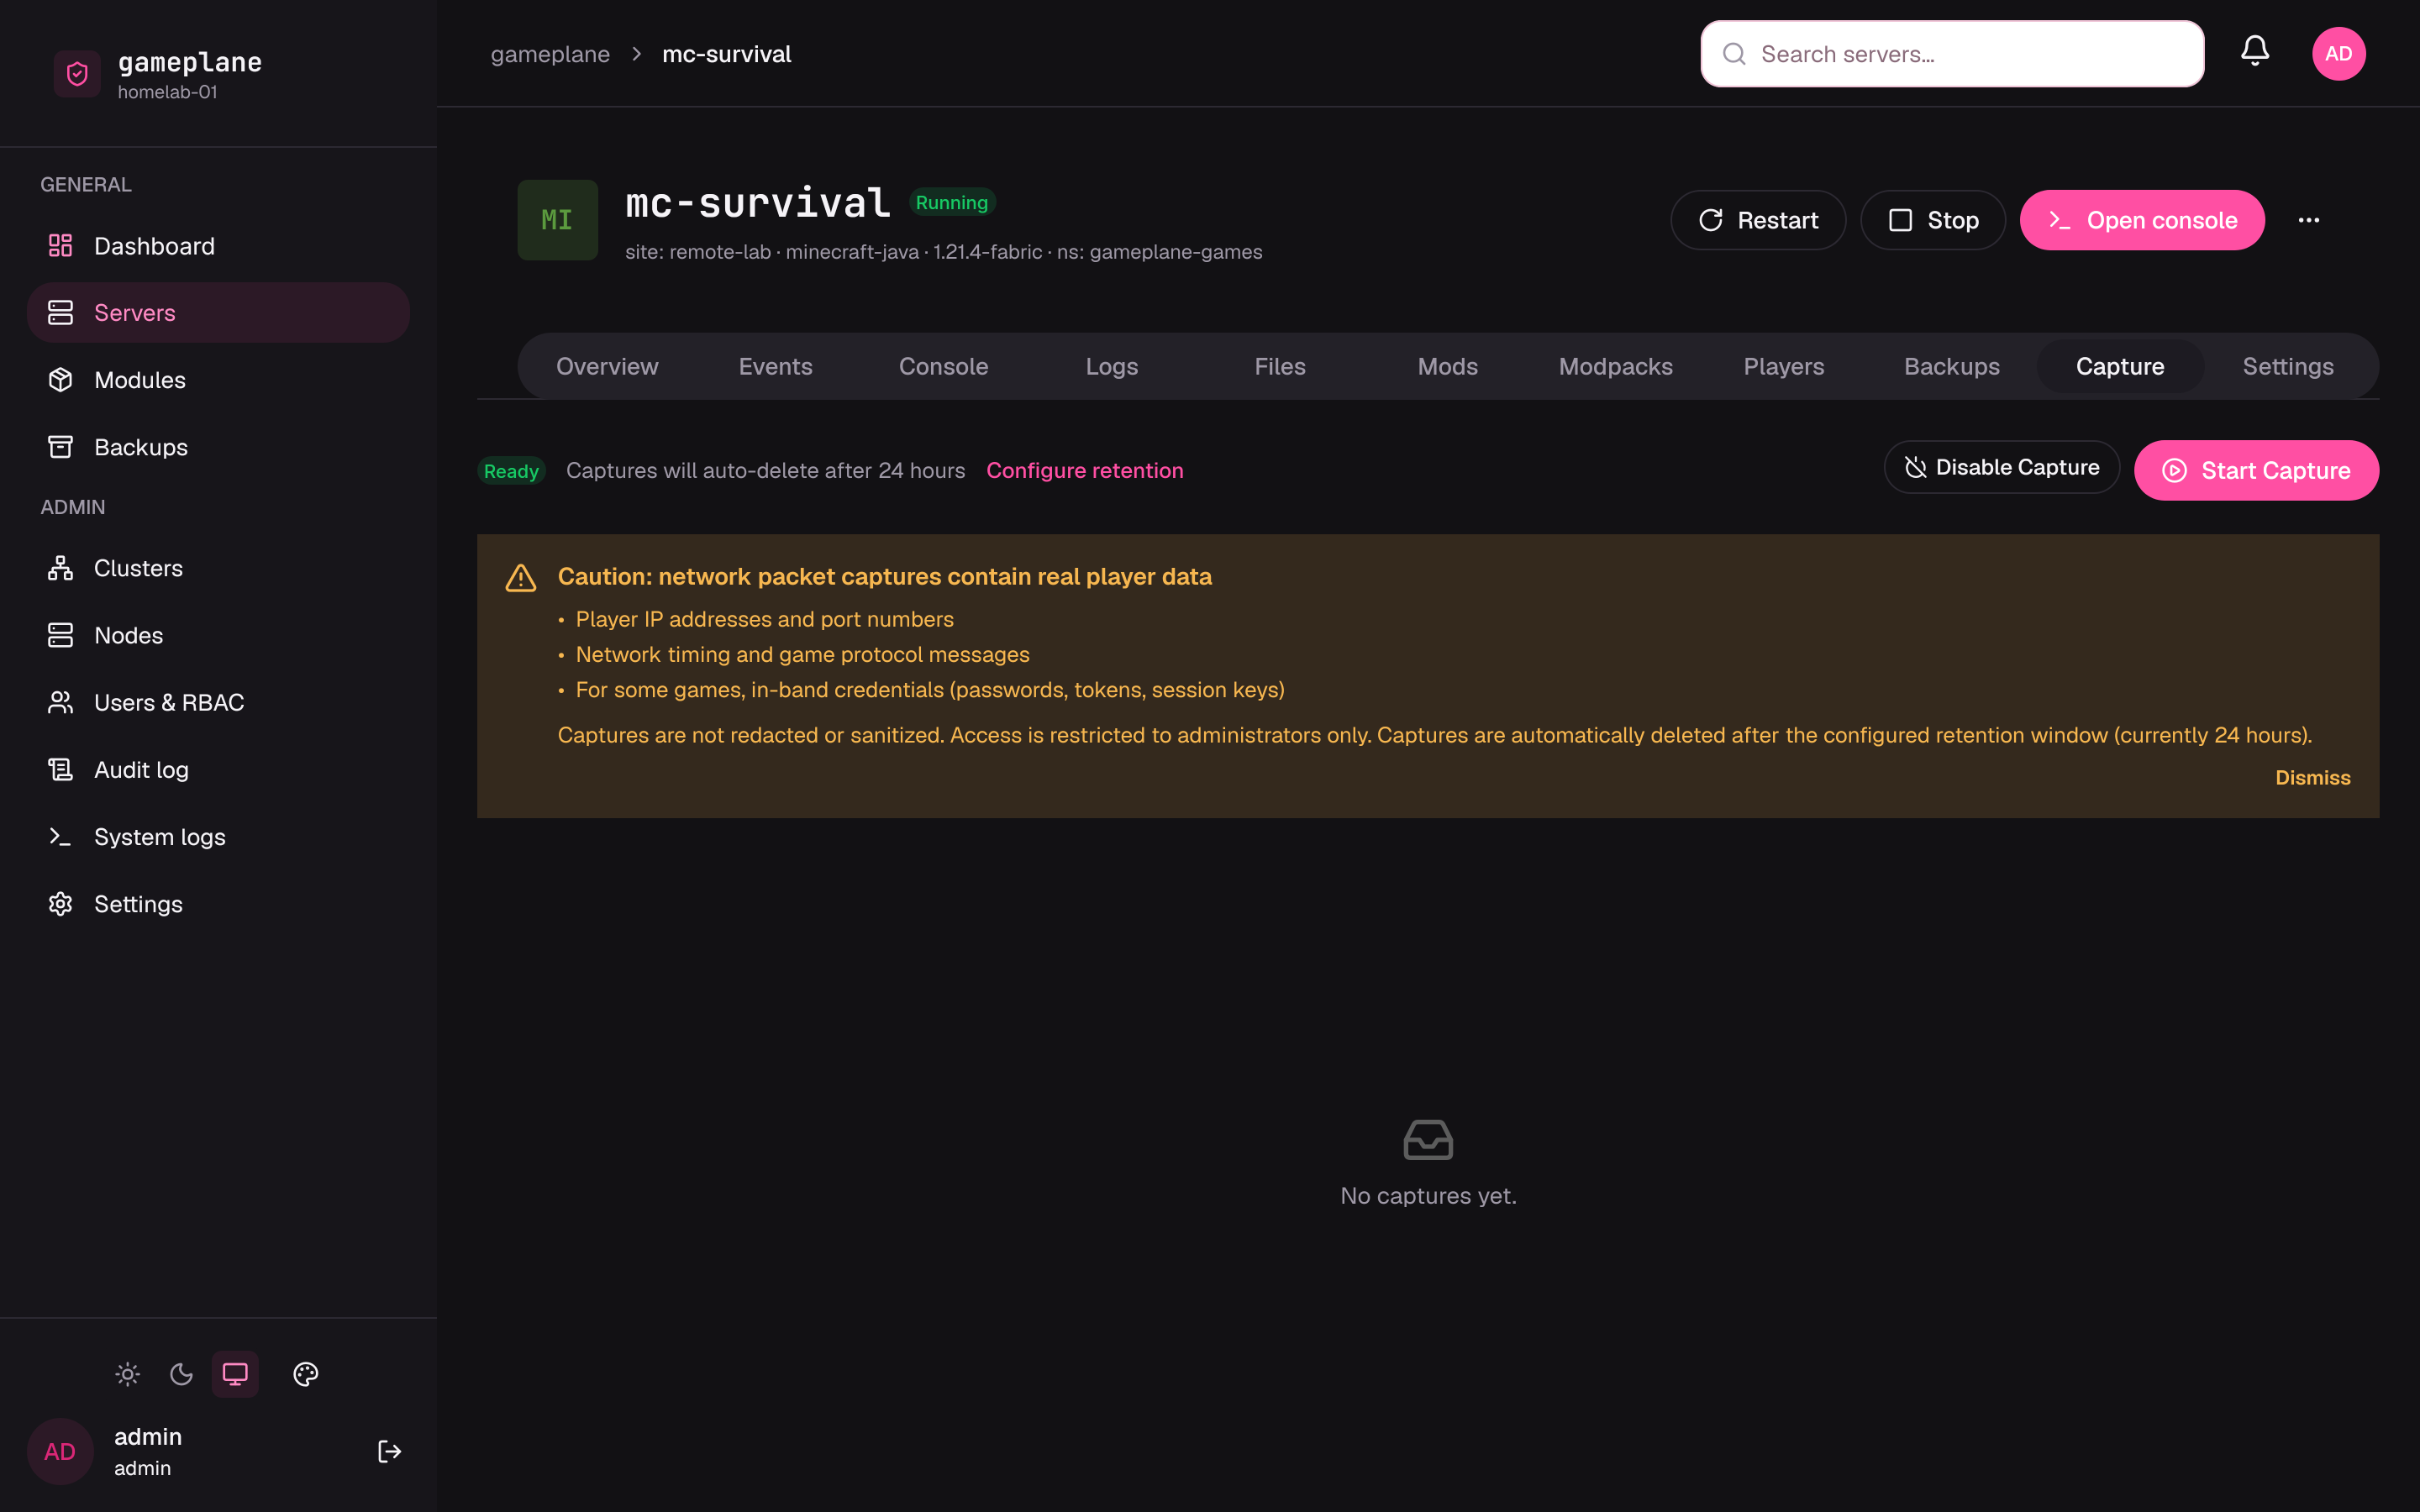 gameplane
homelab-01
gameplane > mc-survival
Search servers...
AD
GENERAL
Dashboard
Servers
Modules
Backups
ADMIN
Clusters
Nodes
Users & RBAC
Audit log
System logs
Settings
AD
admin
admin
MI
mc-survival
Running
site: remote-lab · minecraft-java · 1.21.4-fabric · ns: gameplane-games
Restart
Stop
Open console
Overview
Events
Console
Logs
Files
Mods
Modpacks
Players
Backups
Capture
Settings
Ready
Captures will auto-delete after 24 hours
Configure retention
Disable Capture
Start Capture
Caution: network packet captures contain real player data
• Player IP addresses and port numbers
• Network timing and game protocol messages
• For some games, in-band credentials (passwords, tokens, session keys)
Captures are not redacted or sanitized. Access is restricted to administrators only. Captures are automatically deleted after the configured retention window (currently 24 hours).
Dismiss
No captures yet.